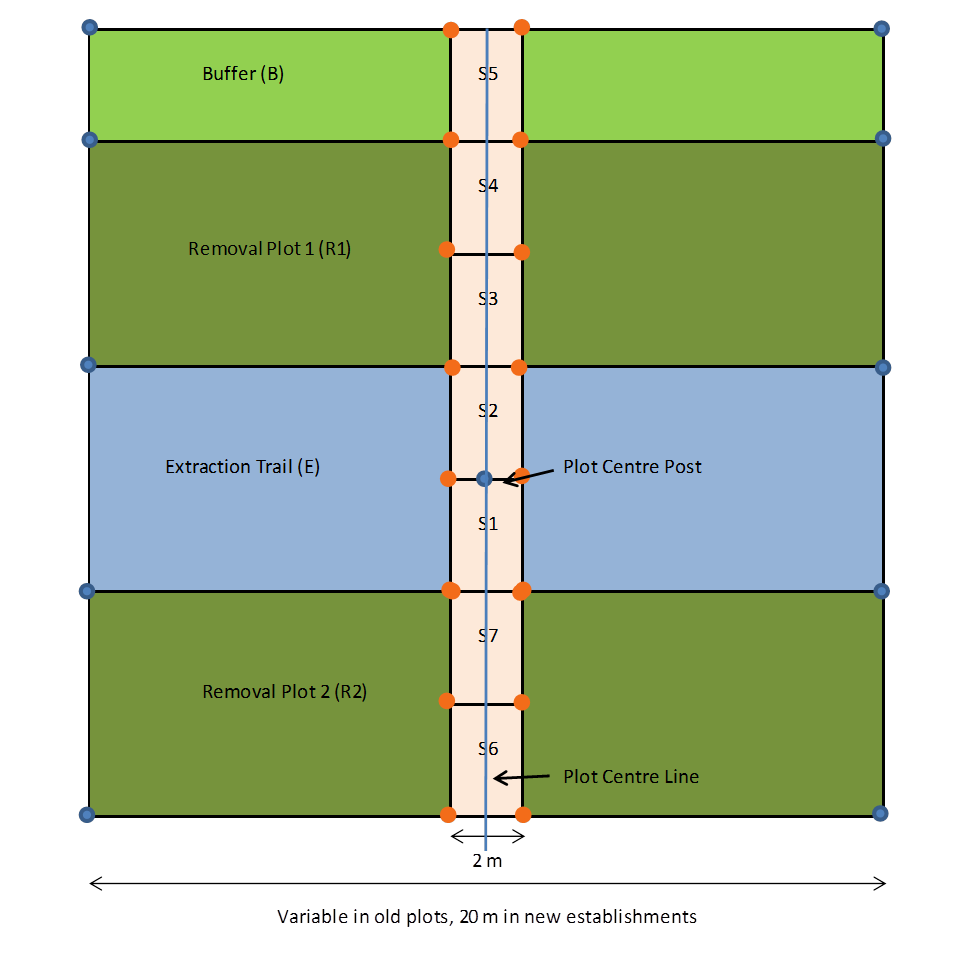 Buffer (B)
S5
S4
Removal Plot 1 (R1)
S3
S2
Extraction Trail (E)
Plot Centre Post
S1
S7
Removal Plot 2 (R2)
S6
Plot Centre Line
2 m
Variable in old plots, 20 m in new establishments